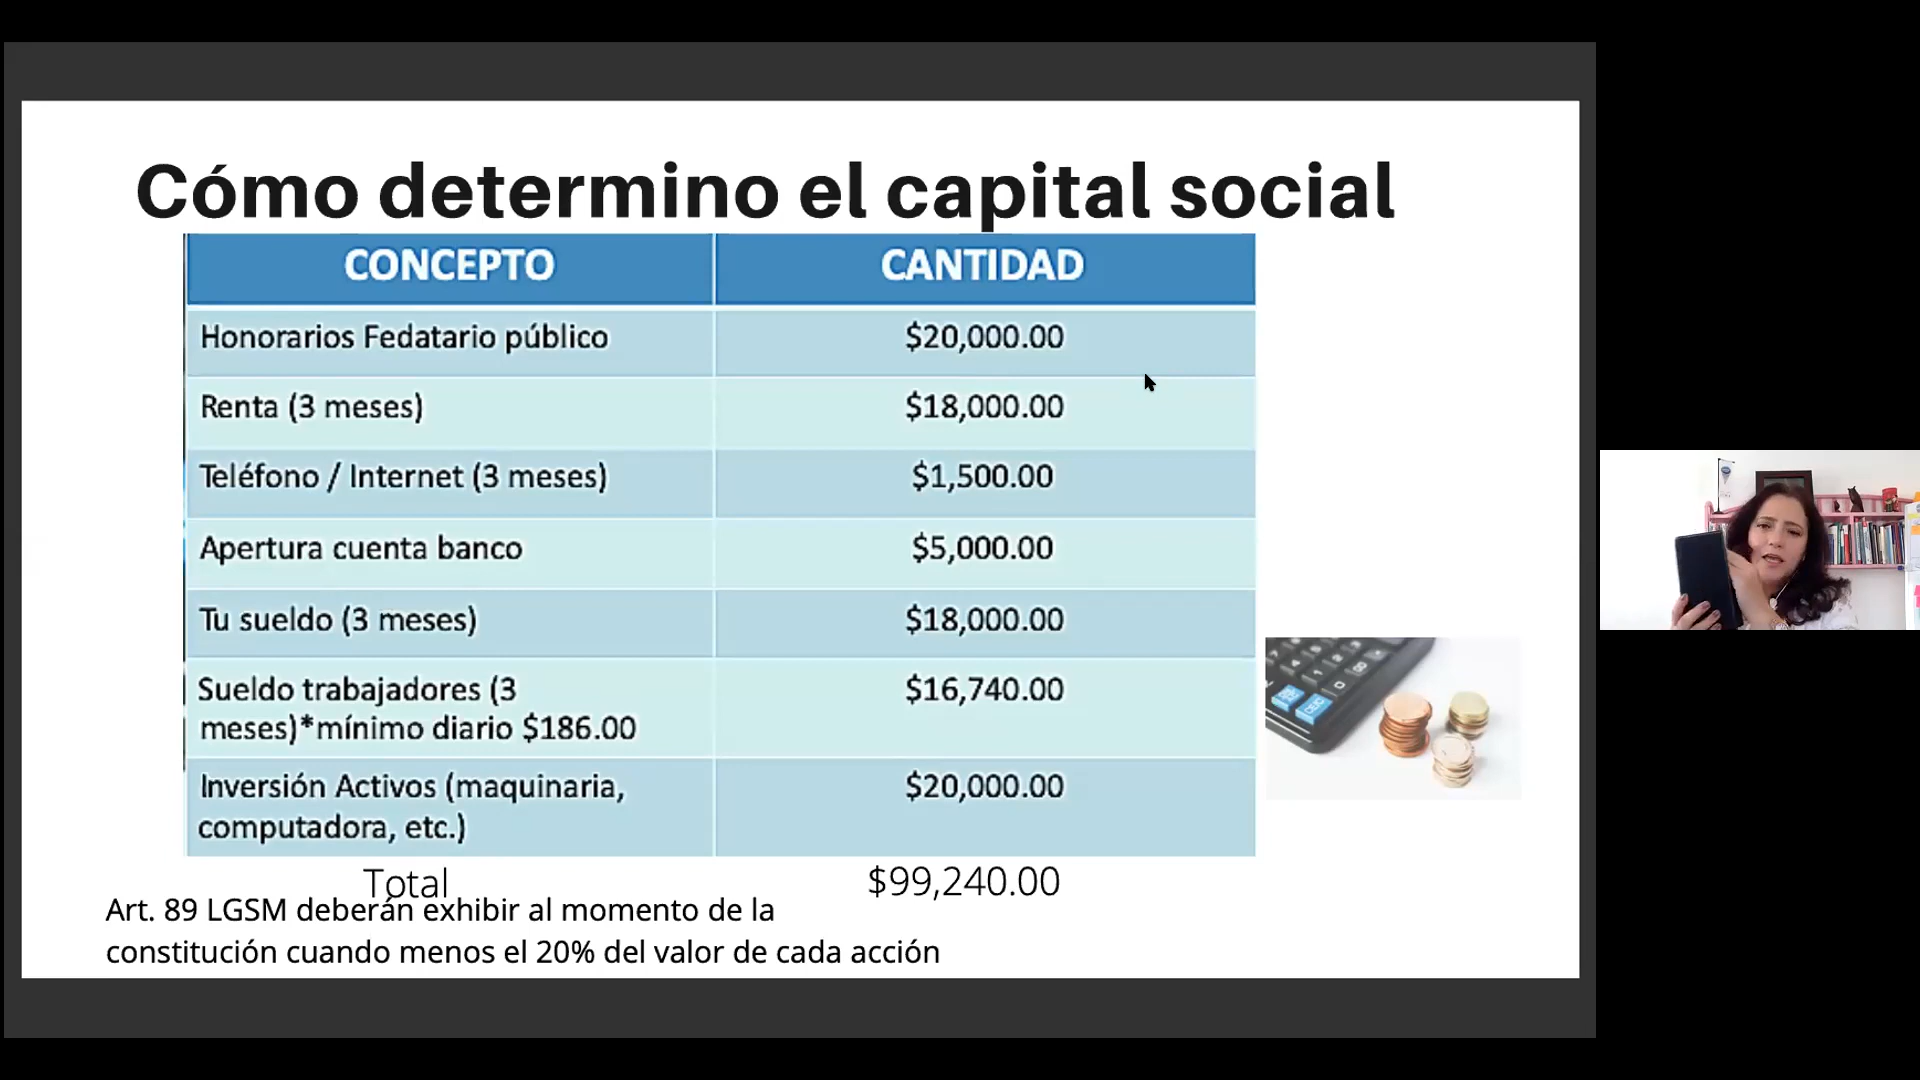 Cómo determino el capital social
CONCEPTO CANTIDAD
Honorarios Fedatario público $20,000.00
Renta (3 meses) $18,000.00
Teléfono / Internet (3 meses) $1,500.00
Apertura cuenta banco $5,000.00
Tu sueldo (3 meses) $18,000.00
Sueldo trabajadores (3 $16,740.00
meses)*mínimo diario $186.00
Inversión Activos (maquinaria, $20,000.00
computadora, etc.)
Total $99,240.00
Art. 89 LGSM deberán exhibir al momento de la
constitución cuando menos el 20% del valor de cada acción